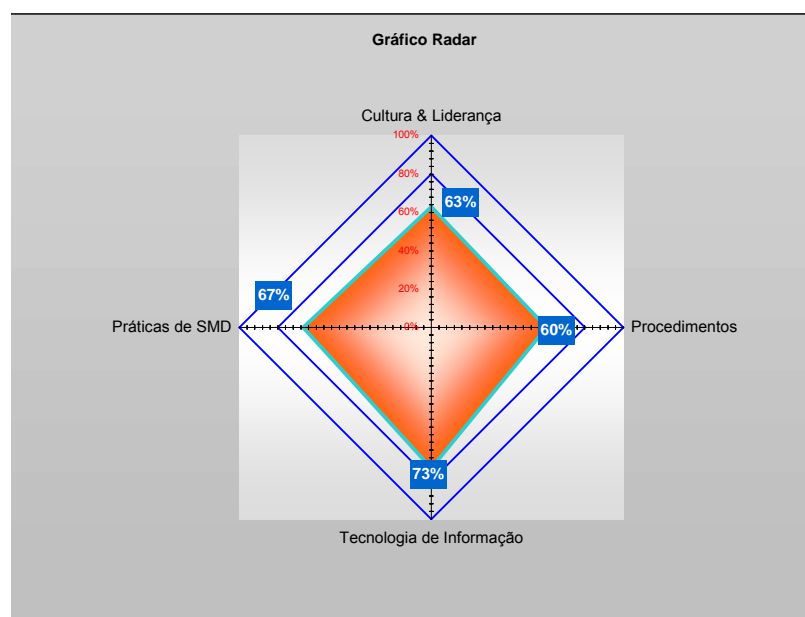 Gráfico Radar
Cultura & Liderança
100%
80%
63%
60%
40%
67%
20%
Práticas de SMD
0%
60%
Procedimentos
73%
Tecnologia de Informação